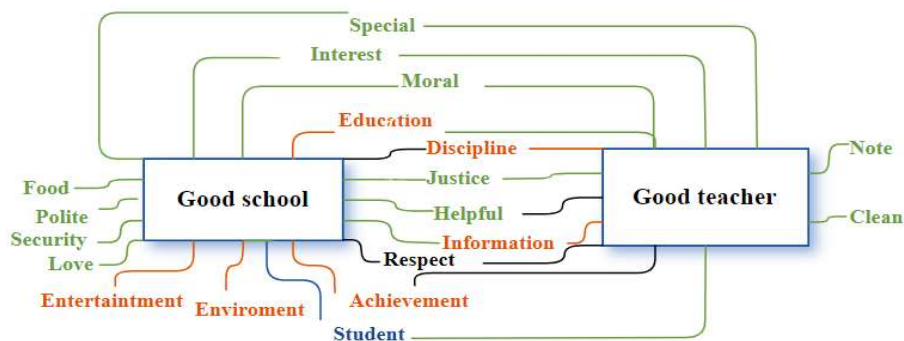 Special
Interest
Moral
Education
Discipline
Note
Justice
Food
Good school
Good teacher
Polite
Helpful
Clean
Security
Information
Love
Respect
Entertaintment
Enviroment
Achievement
Student